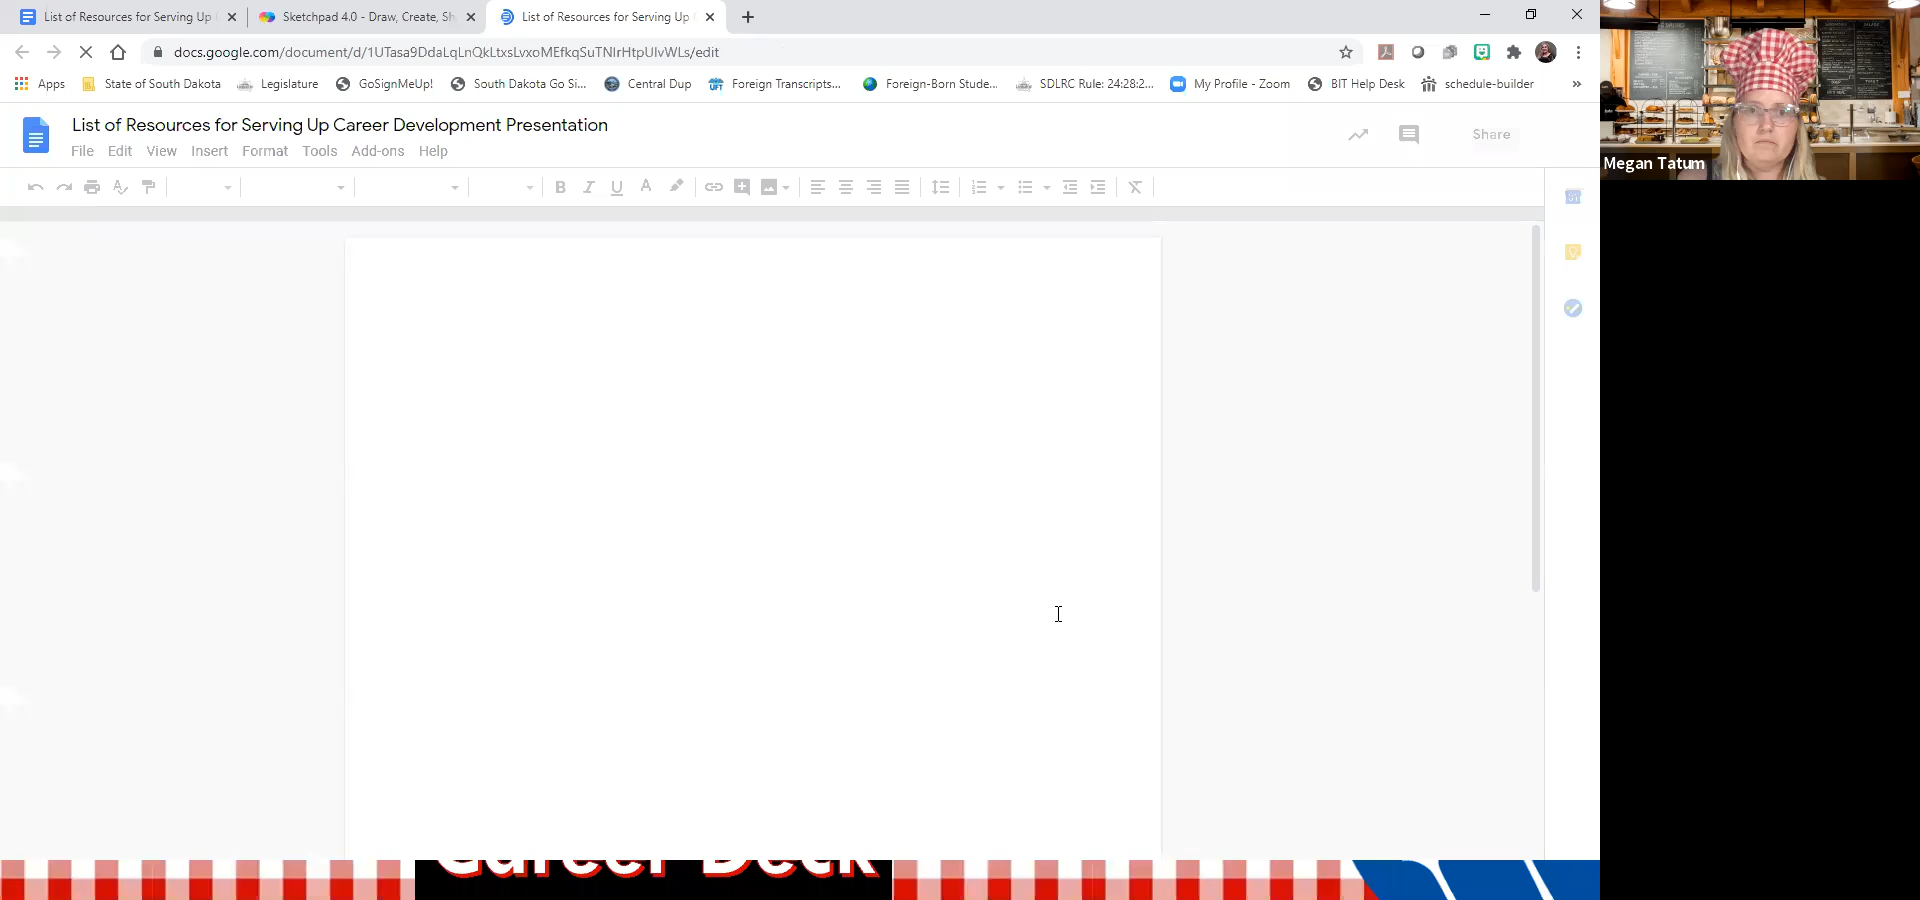 List of Resources for Serving Up
Sketchpad 4.0 - Draw, Create, Sh
List of Resources for Serving Up
docs.google.com/document/d/1UTasa9DdaLqLnQkLtxsLvxoMEfkqSuTNIrHtpUlvWLs/edit
Apps State of South Dakota Legislature GoSignMeUp! South Dakota Go Si... Central Dup Foreign Transcripts... Foreign-Born Stude... SDLRC Rule: 24:28:2... My Profile - Zoom BIT Help Desk schedule-builder »
List of Resources for Serving Up Career Development Presentation
Share
File Edit View Insert Format Tools Add-ons Help
B I U A
Megan Tatum
Career Deck